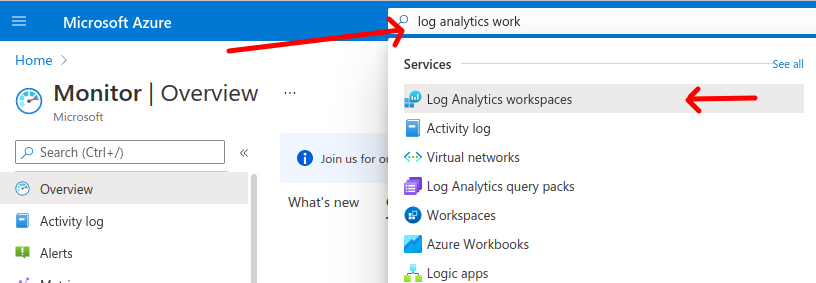 Microsoft Azure
log analytics work
Home
Services
See all
Monitor | Overview
...
Microsoft
Log Analytics workspaces
Activity log
Search (Ctrl+/)
«
Join us for
Virtual networks
Overview
Log Analytics query packs
What's new
Workspaces
Activity log
Azure Workbooks
Alerts
Logic apps